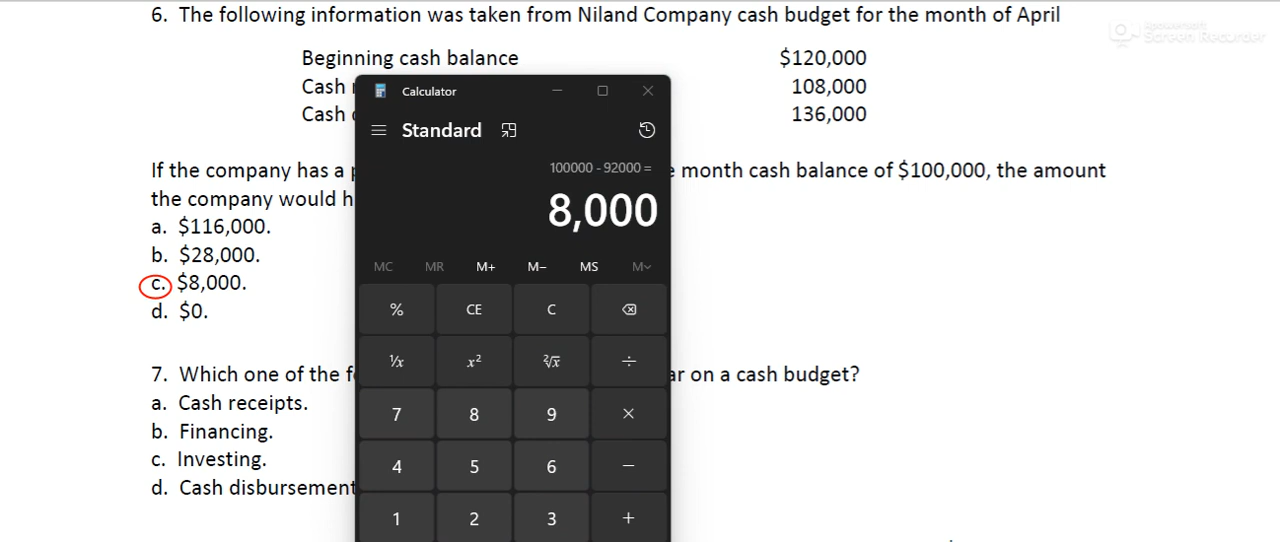 6. The following information was taken from Niland Company cash budget for the month of April
Apowersoft
Screen Recorder
Beginning cash balance $120,000
Cash 108,000
Cash 136,000
Calculator
Standard
100000 - 92000 =
8,000
If the company has a month cash balance of $100,000, the amount
the company would
a. $116,000.
b. $28,000.
c. $8,000.
d. $0.
MC MR M+ M− MS M
% CE C
¹/x x² ²√x ÷
7 8 9 ×
4 5 6 −
1 2 3 +
7. Which one of the on a cash budget?
a. Cash receipts.
b. Financing.
c. Investing.
d. Cash disbursement